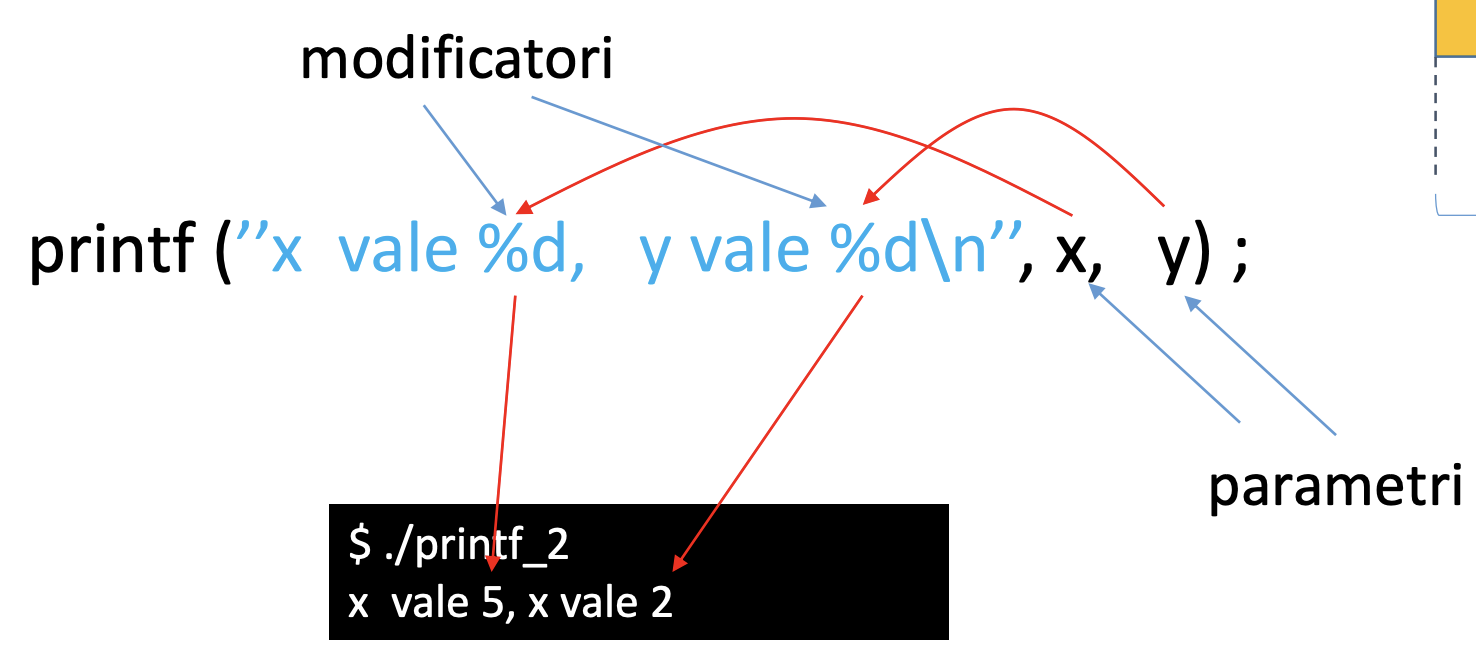 modificatori
printf (’’x  vale %d,   y vale %d\n’’, x,   y) ;
parametri
$ ./printf_2
x  vale 5, x vale 2